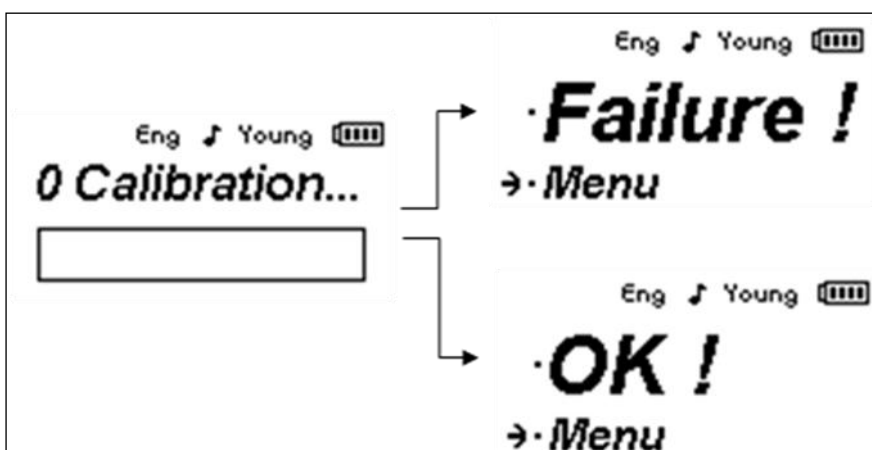 Eng ♪ Young
0 Calibration...
Eng ♪ Young
·Failure !
→·Menu
Eng ♪ Young
·OK !
→·Menu